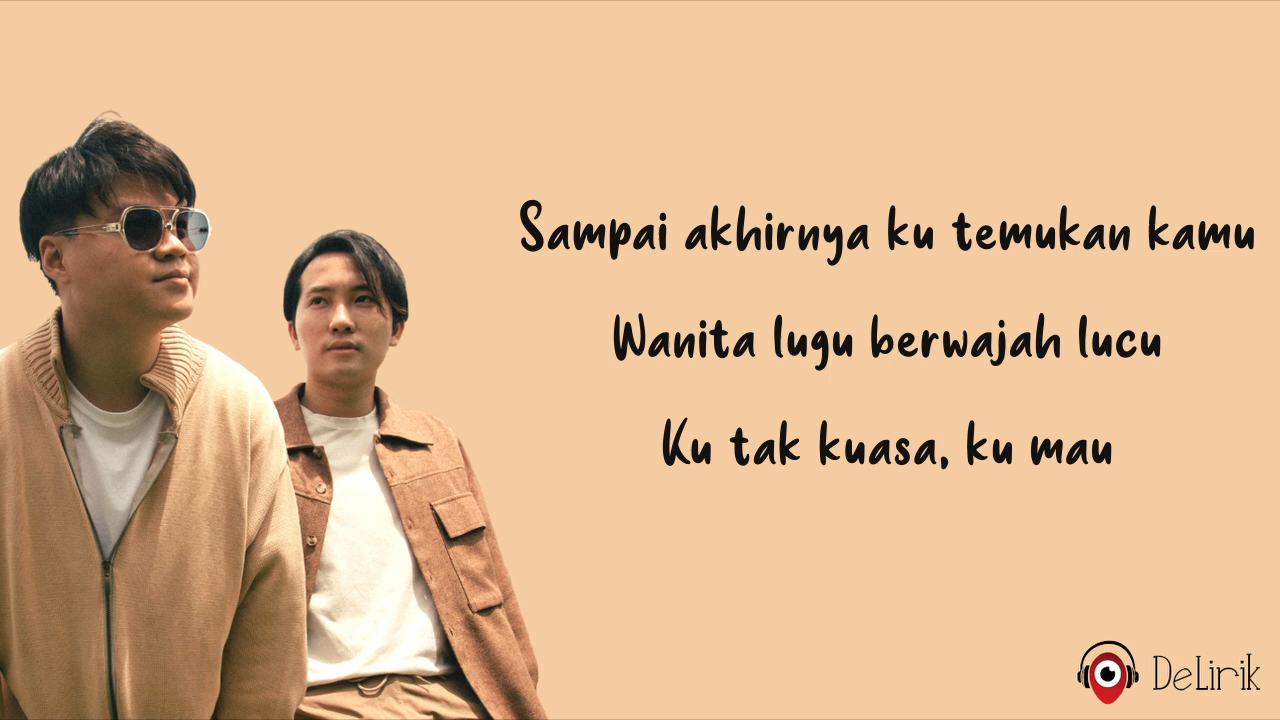 Sampai akhirnya ku temukan kamu
Wanita lugu berwajah lucu
Ku tak kuasa, ku mau
DeLirik